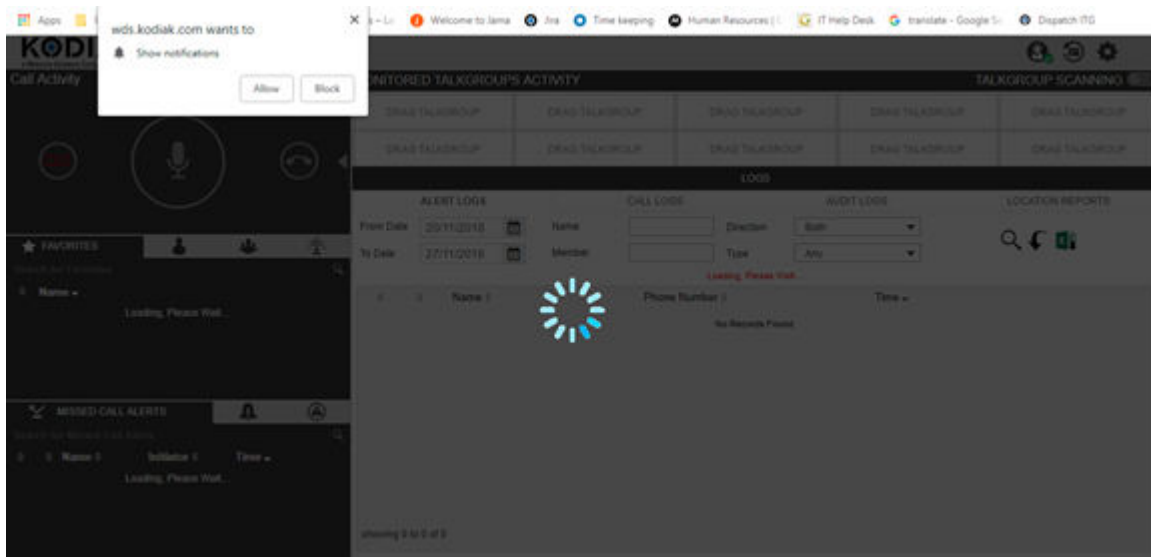 Apps
Welcome to Jama
Jira
Time keeping
Human Resources (
IT Help Desk
translate - Google
Dispatch ITG
wds.kodiak.com wants to
Show notifications
Allow
Block
KODI
Call Activity
MONITORED TALKGROUPS ACTIVITY
TALKGROUP SCANNING
DRAG TALKGROUP DRAG TALKGROUP DRAG TALKGROUP DRAG TALKGROUP DRAG TALKGROUP
DRAG TALKGROUP DRAG TALKGROUP DRAG TALKGROUP DRAG TALKGROUP DRAG TALKGROUP
LOGS
ALERT LOGS CALL LOGS AUDIT LOGS LOCATION REPORTS
From Date 20/11/2018 Name Direction Both
To Date 27/11/2018 Member Type Any
Loading, Please Wait...
Name Phone Number Time
No Records Found
showing 0 to 0 of 0
FAVORITES
Name
Loading, Please Wait...
MISSED CALL ALERTS
Name Initiator Time
Loading, Please Wait...